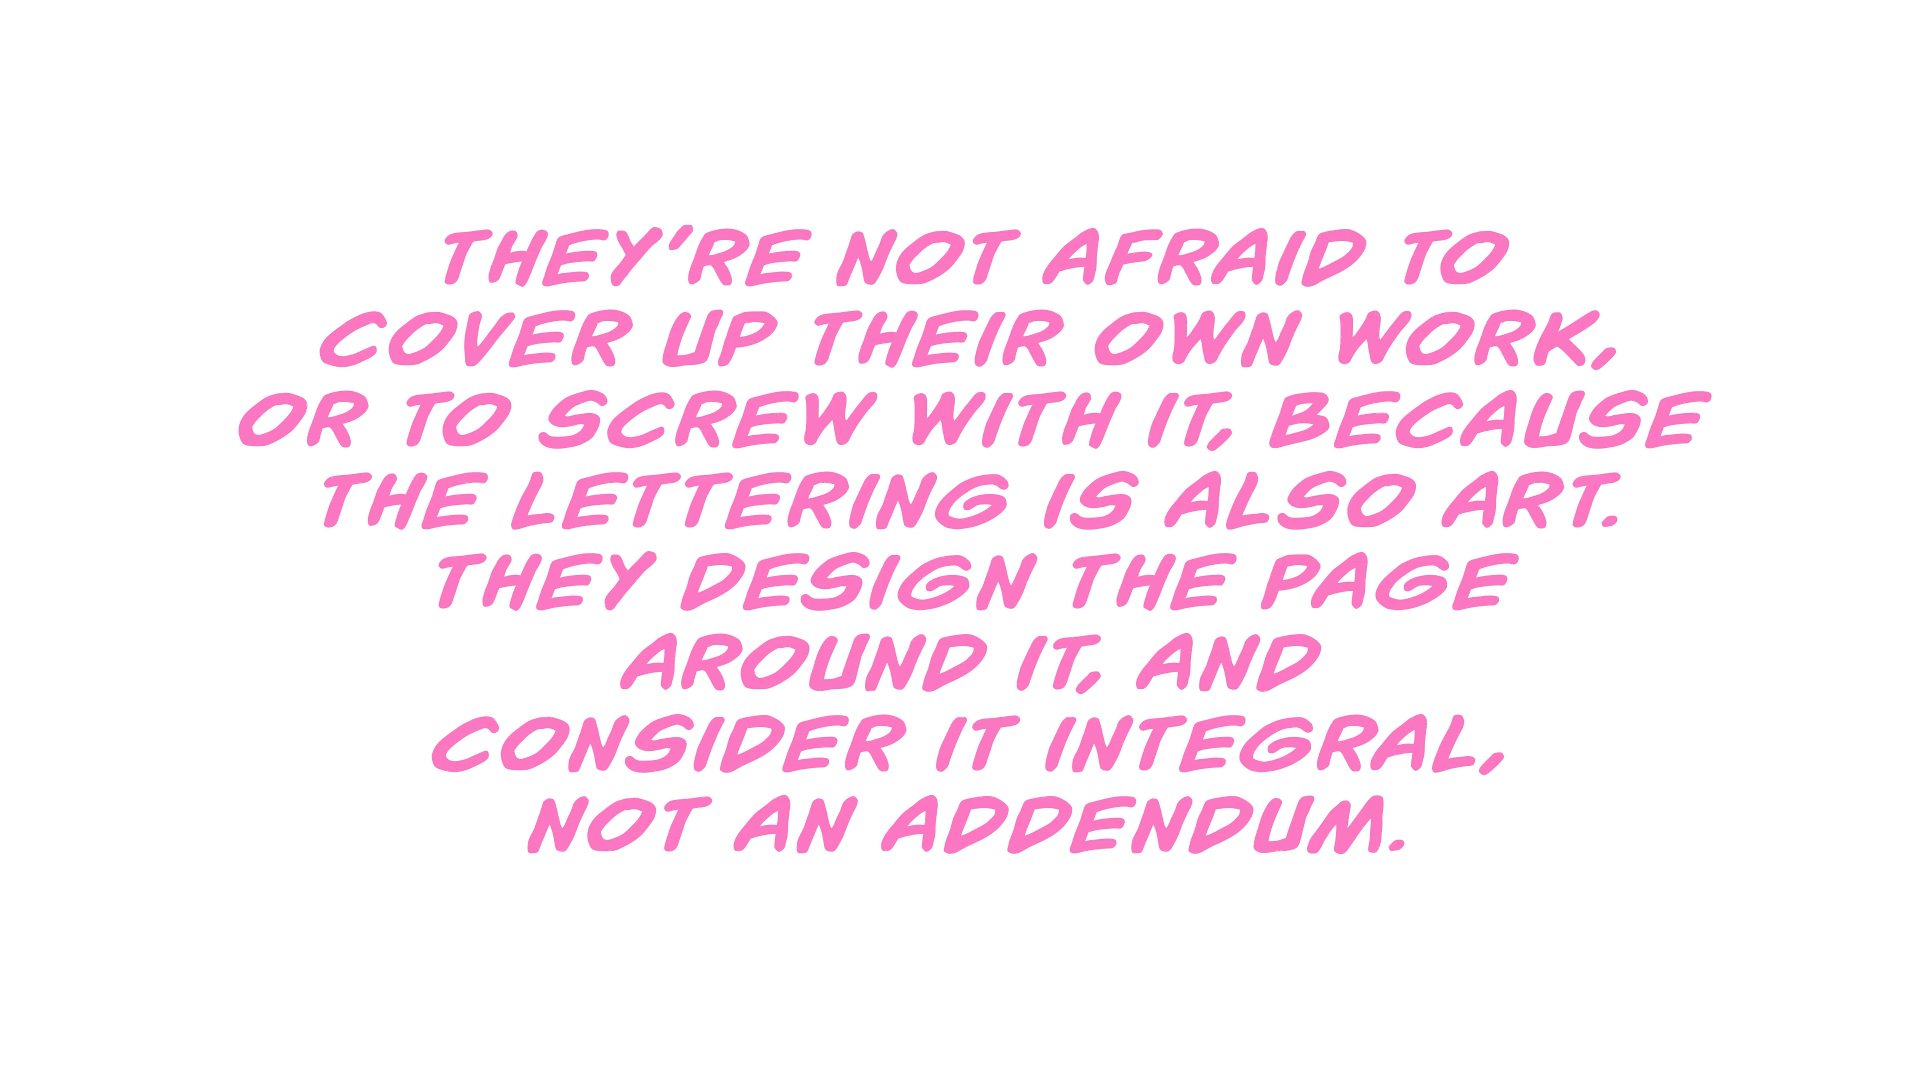 THEY'RE NOT AFRAID TO
COVER UP THEIR OWN WORK,
OR TO SCREW WITH IT, BECAUSE
THE LETTERING IS ALSO ART.
THEY DESIGN THE PAGE
AROUND IT, AND
CONSIDER IT INTEGRAL,
NOT AN ADDENDUM.